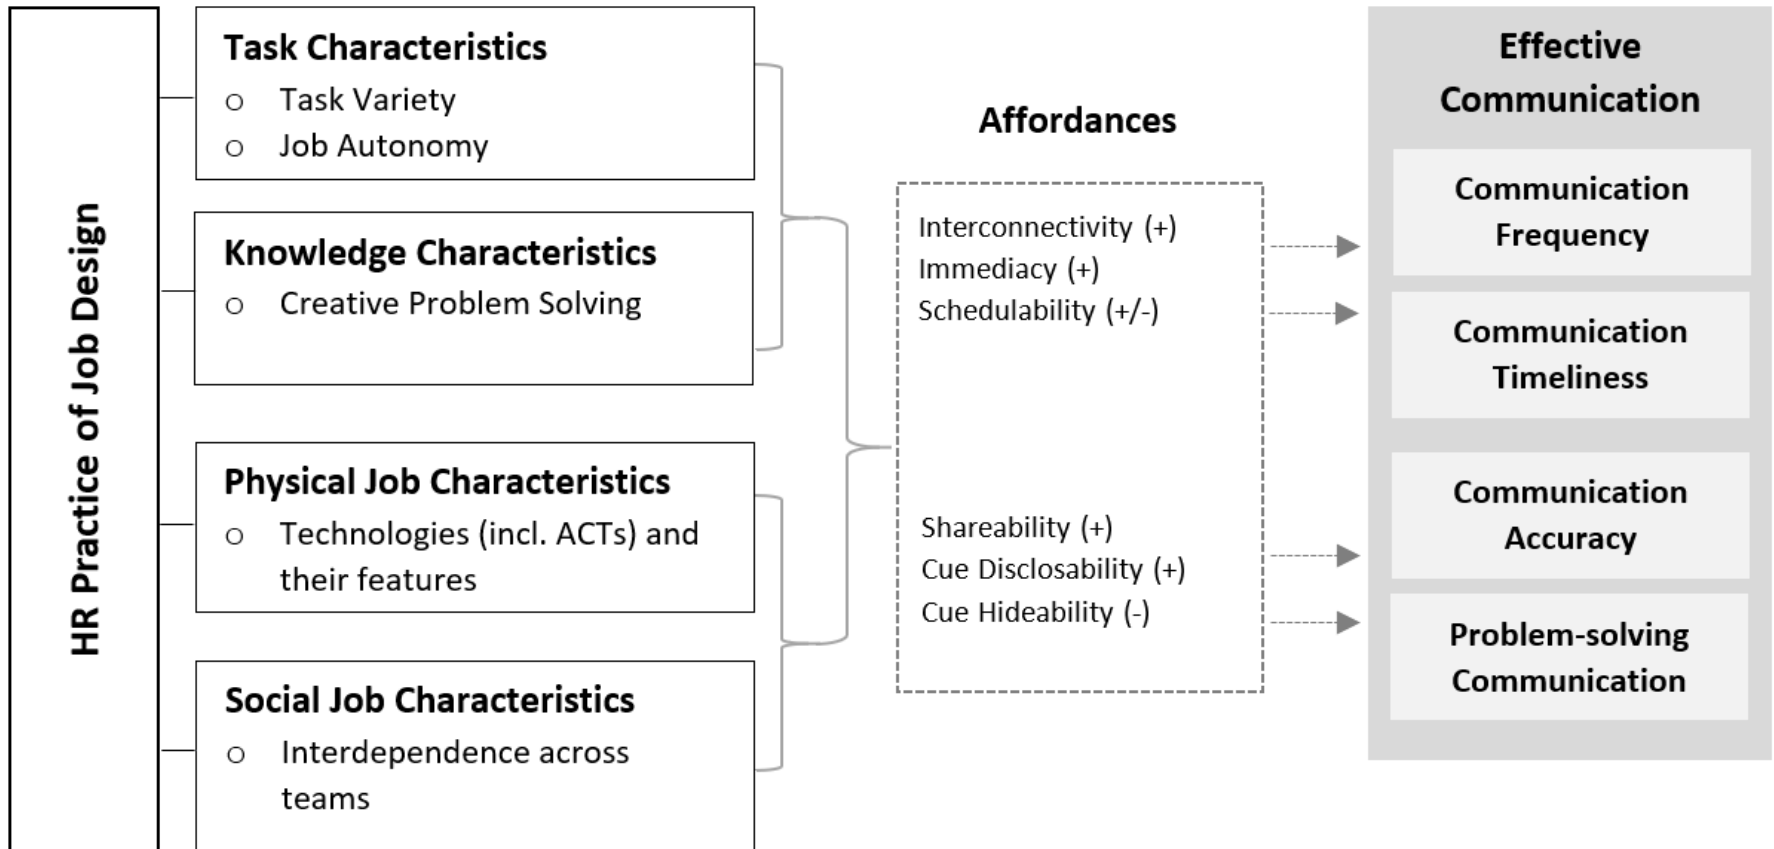 HR Practice of Job Design
Task Characteristics
o Task Variety
o Job Autonomy
Knowledge Characteristics
o Creative Problem Solving
Physical Job Characteristics
o Technologies (incl. ACTs) and
their features
Social Job Characteristics
o Interdependence across
teams
Affordances
Interconnectivity (+)
Immediacy (+)
Schedulability (+/-)
Shareability (+)
Cue Disclosability (+)
Cue Hideability (-)
Effective
Communication
Communication
Frequency
Communication
Timeliness
Communication
Accuracy
Problem-solving
Communication